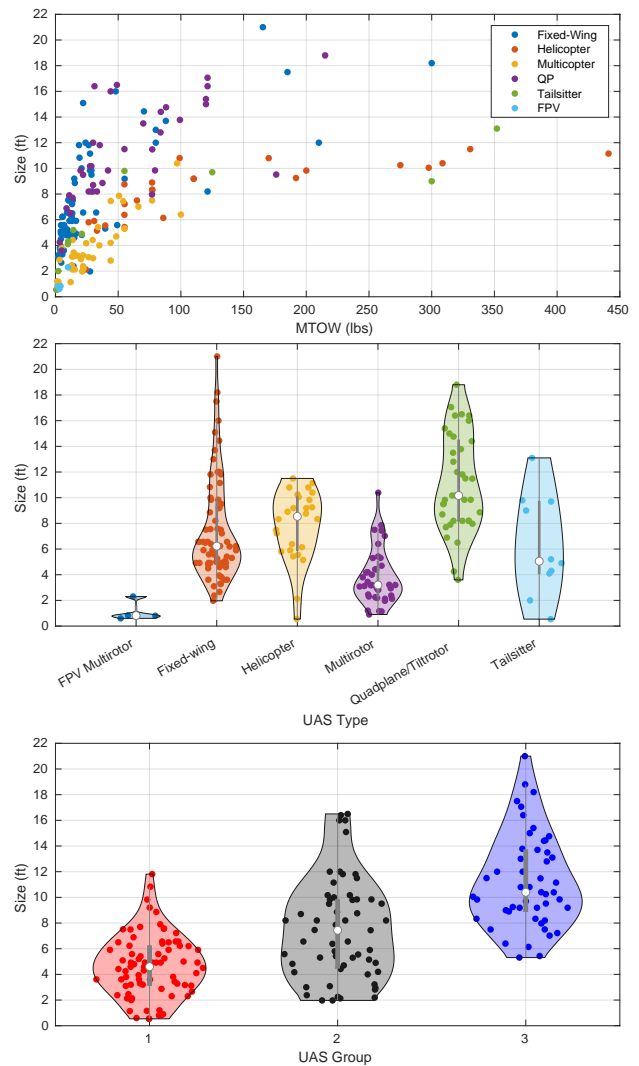 22
20
18
16
14
12
10
8
6
4
2
0
Size (ft)
Fixed-Wing
Helicopter
Multicopter
QP
Tailsitter
FPV
0 50 100 150 200 250 300 350 400 450
MTOW (lbs)
22
20
18
16
14
12
10
8
6
4
2
0
Size (ft)
FPV Multirotor Fixed-wing Helicopter Multirotor Quadplane/Tiltrotor Tailsitter
UAS Type
22
20
18
16
14
12
10
8
6
4
2
0
Size (ft)
1 2 3
UAS Group